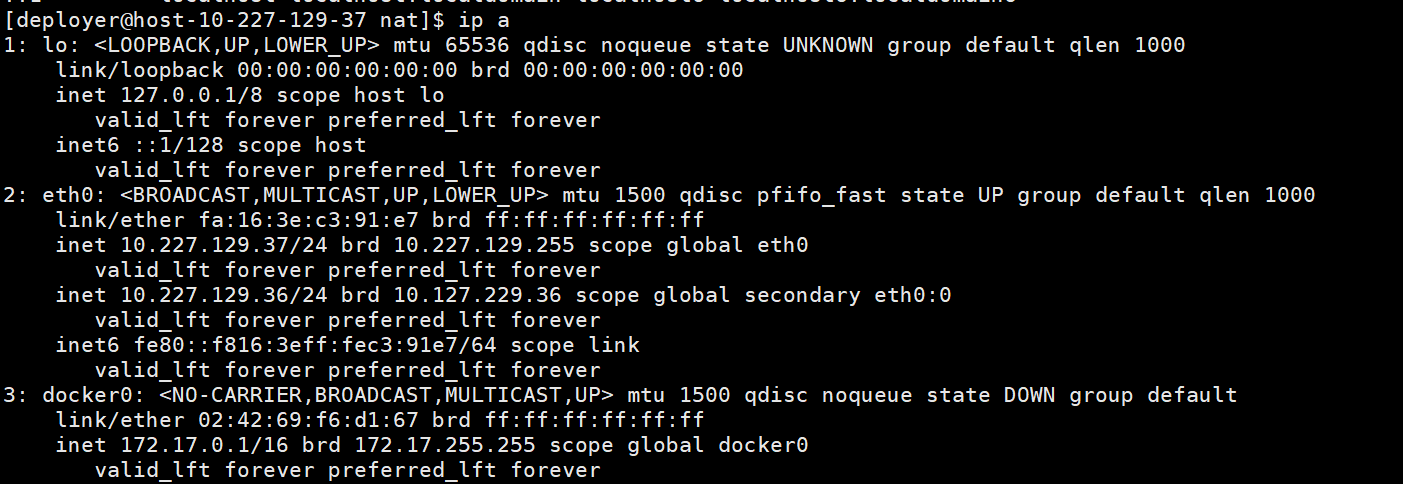 [deployer@host-10-227-129-37 nat]$ ip a
1: lo: <LOOPBACK,UP,LOWER_UP> mtu 65536 qdisc noqueue state UNKNOWN group default qlen 1000
    link/loopback 00:00:00:00:00:00 brd 00:00:00:00:00:00
    inet 127.0.0.1/8 scope host lo
       valid_lft forever preferred_lft forever
    inet6 ::1/128 scope host
       valid_lft forever preferred_lft forever
2: eth0: <BROADCAST,MULTICAST,UP,LOWER_UP> mtu 1500 qdisc pfifo_fast state UP group default qlen 1000
    link/ether fa:16:3e:c3:91:e7 brd ff:ff:ff:ff:ff:ff
    inet 10.227.129.37/24 brd 10.227.129.255 scope global eth0
       valid_lft forever preferred_lft forever
    inet 10.227.129.36/24 brd 10.127.229.36 scope global secondary eth0:0
       valid_lft forever preferred_lft forever
    inet6 fe80::f816:3eff:fec3:91e7/64 scope link
       valid_lft forever preferred_lft forever
3: docker0: <NO-CARRIER,BROADCAST,MULTICAST,UP> mtu 1500 qdisc noqueue state DOWN group default
    link/ether 02:42:69:f6:d1:67 brd ff:ff:ff:ff:ff:ff
    inet 172.17.0.1/16 brd 172.17.255.255 scope global docker0
       valid_lft forever preferred_lft forever